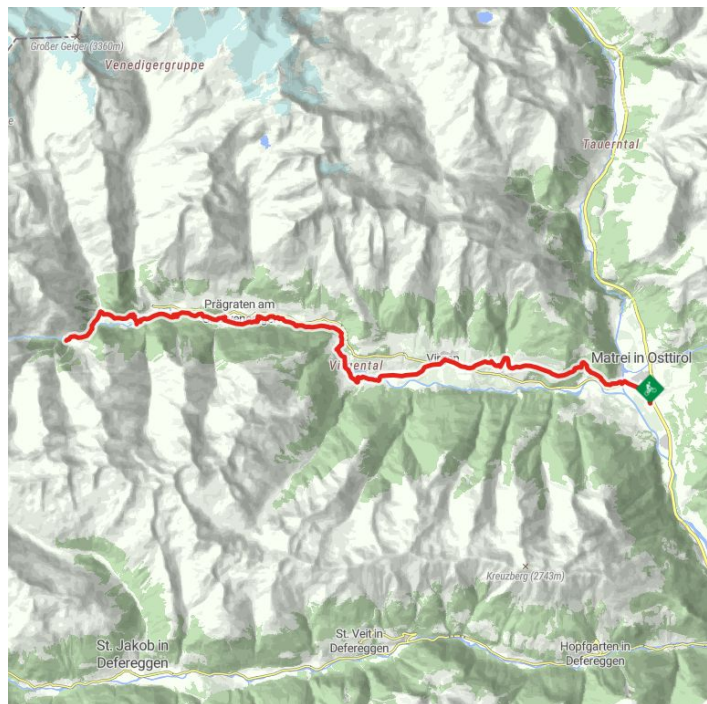 Großer Geiger (3360m)
Venedigergruppe
Tauerntal
Prägraten am
Matrei in Osttirol
Kreuzberg (2743m)
St. Veit in
Defereggen
St. Jakob in
Defereggen
Hopfgarten in
Defereggen